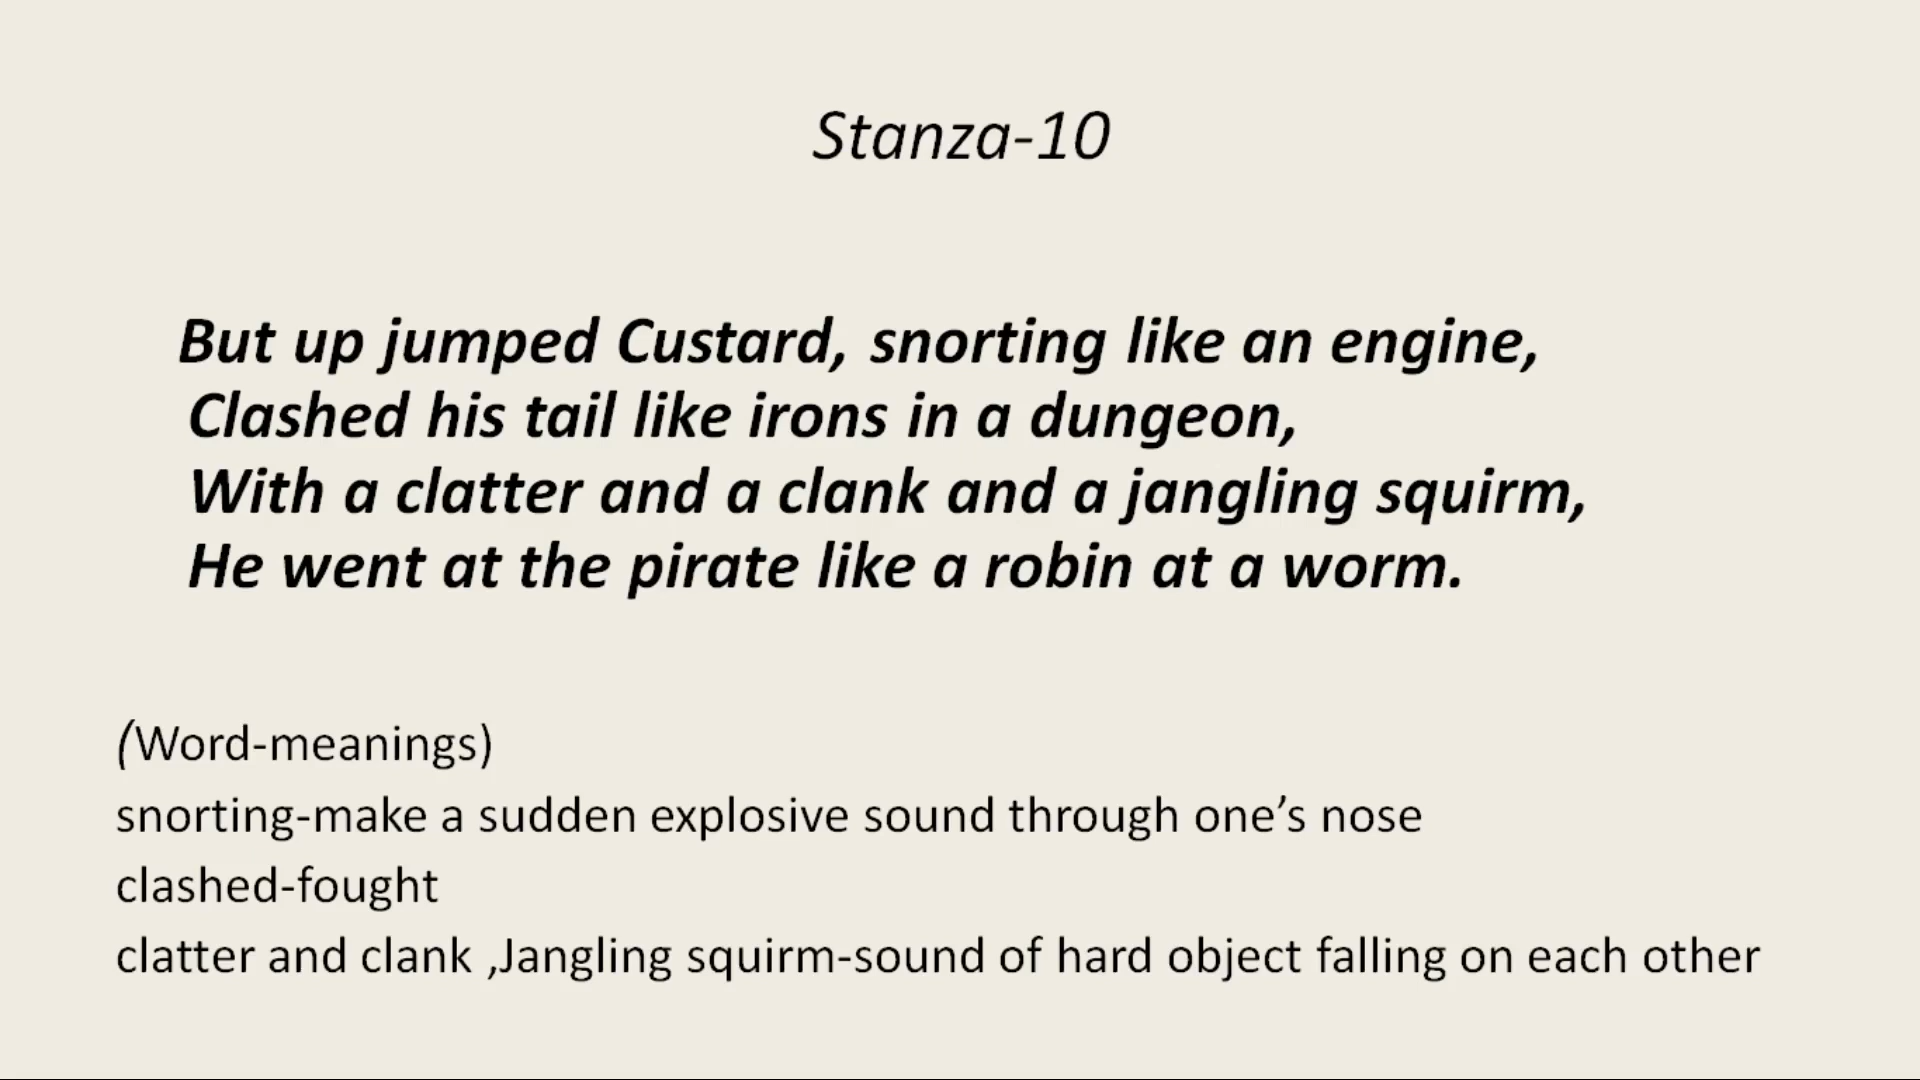 Stanza-10
But up jumped Custard, snorting like an engine,
Clashed his tail like irons in a dungeon,
With a clatter and a clank and a jangling squirm,
He went at the pirate like a robin at a worm.
(Word-meanings)
snorting-make a sudden explosive sound through one’s nose
clashed-fought
clatter and clank ,Jangling squirm-sound of hard object falling on each other